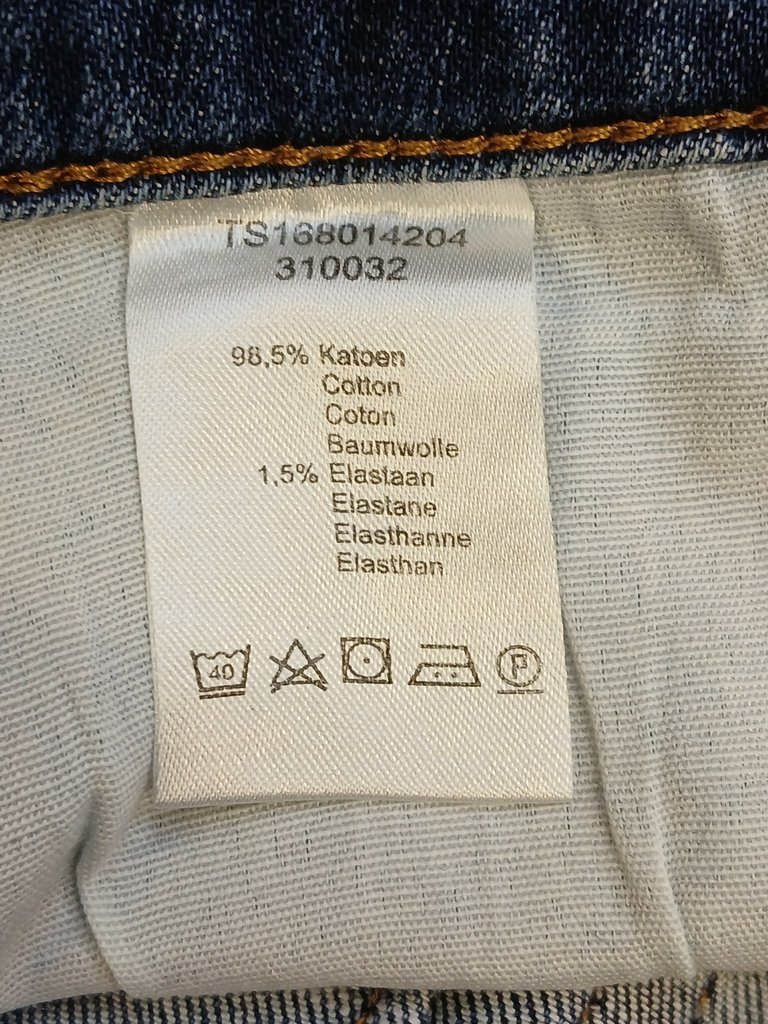 TS168014204
310032
98,5% Katoen
Cotton
Coton
Baumwolle
1,5% Elastaan
Elastane
Elasthanne
Elasthan
40
P